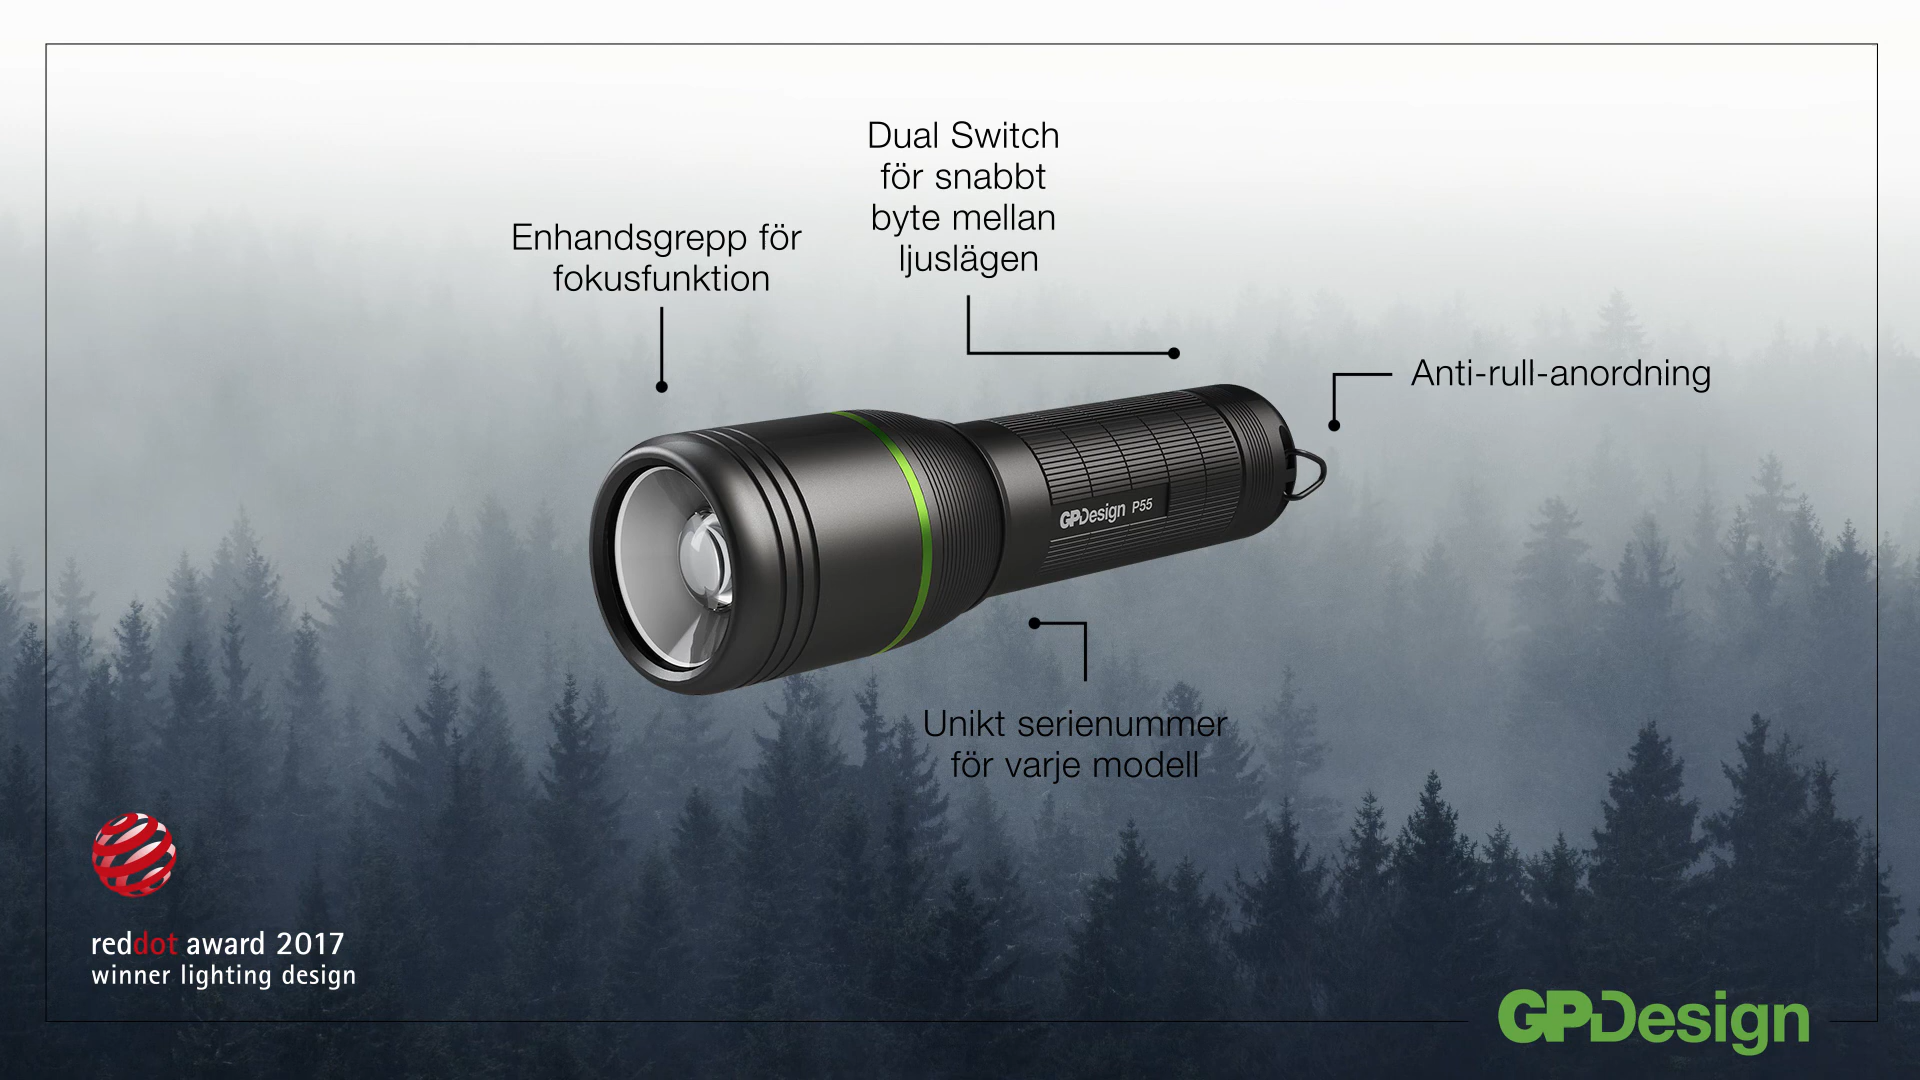 Dual Switch
för snabbt
byte mellan
ljuslägen
Enhandsgrepp för
fokusfunktion
Anti-rull-anordning
GPDesign P55
Unikt serienummer
för varje modell
reddot award 2017
winner lighting design
GPDesign